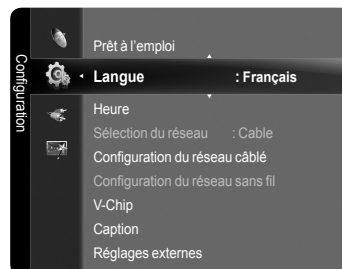 Configuration
Prêt à l'emploi
Langue : Français
Heure
Sélection du réseau : Cable
Configuration du réseau câblé
Configuration du réseau sans fil
V-Chip
Caption
Réglages externes